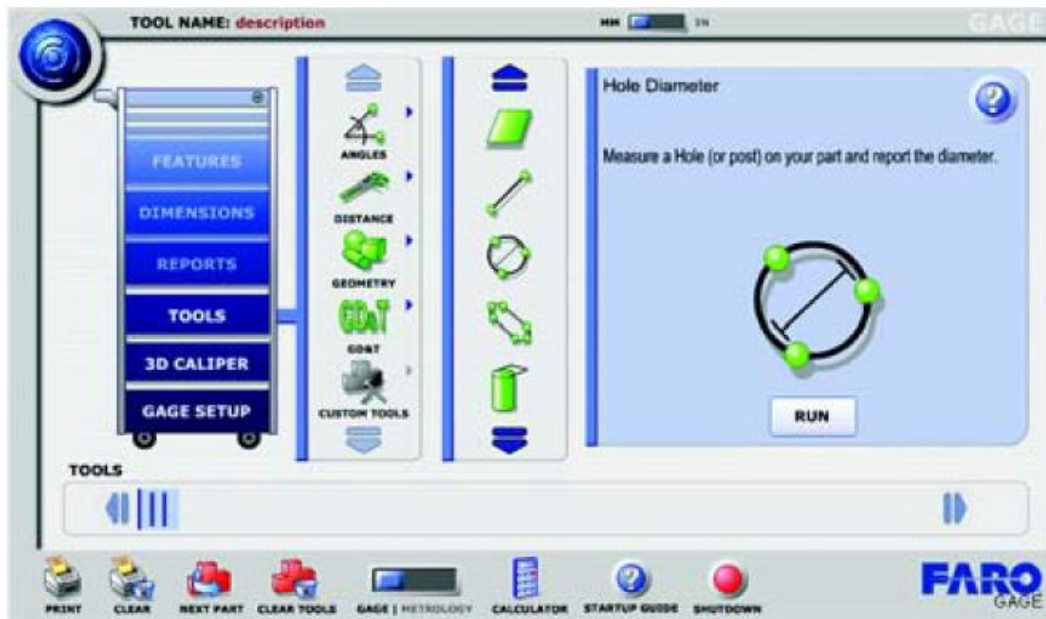 TOOL NAME: description
MM IN
GAGE
FEATURES
DIMENSIONS
REPORTS
TOOLS
3D CALIPER
GAGE SETUP
ANGLES
DISTANCE
GEOMETRY
GD&T
GD&T
CUSTOM TOOLS
Hole Diameter
?
Measure a Hole (or post) on your part and report the diameter.
RUN
TOOLS
PRINT
CLEAR
NEXT PART
CLEAR TOOLS
GAGE | METROLOGY
CALCULATOR
?
STARTUP GUIDE
SHUTDOWN
FARO
GAGE